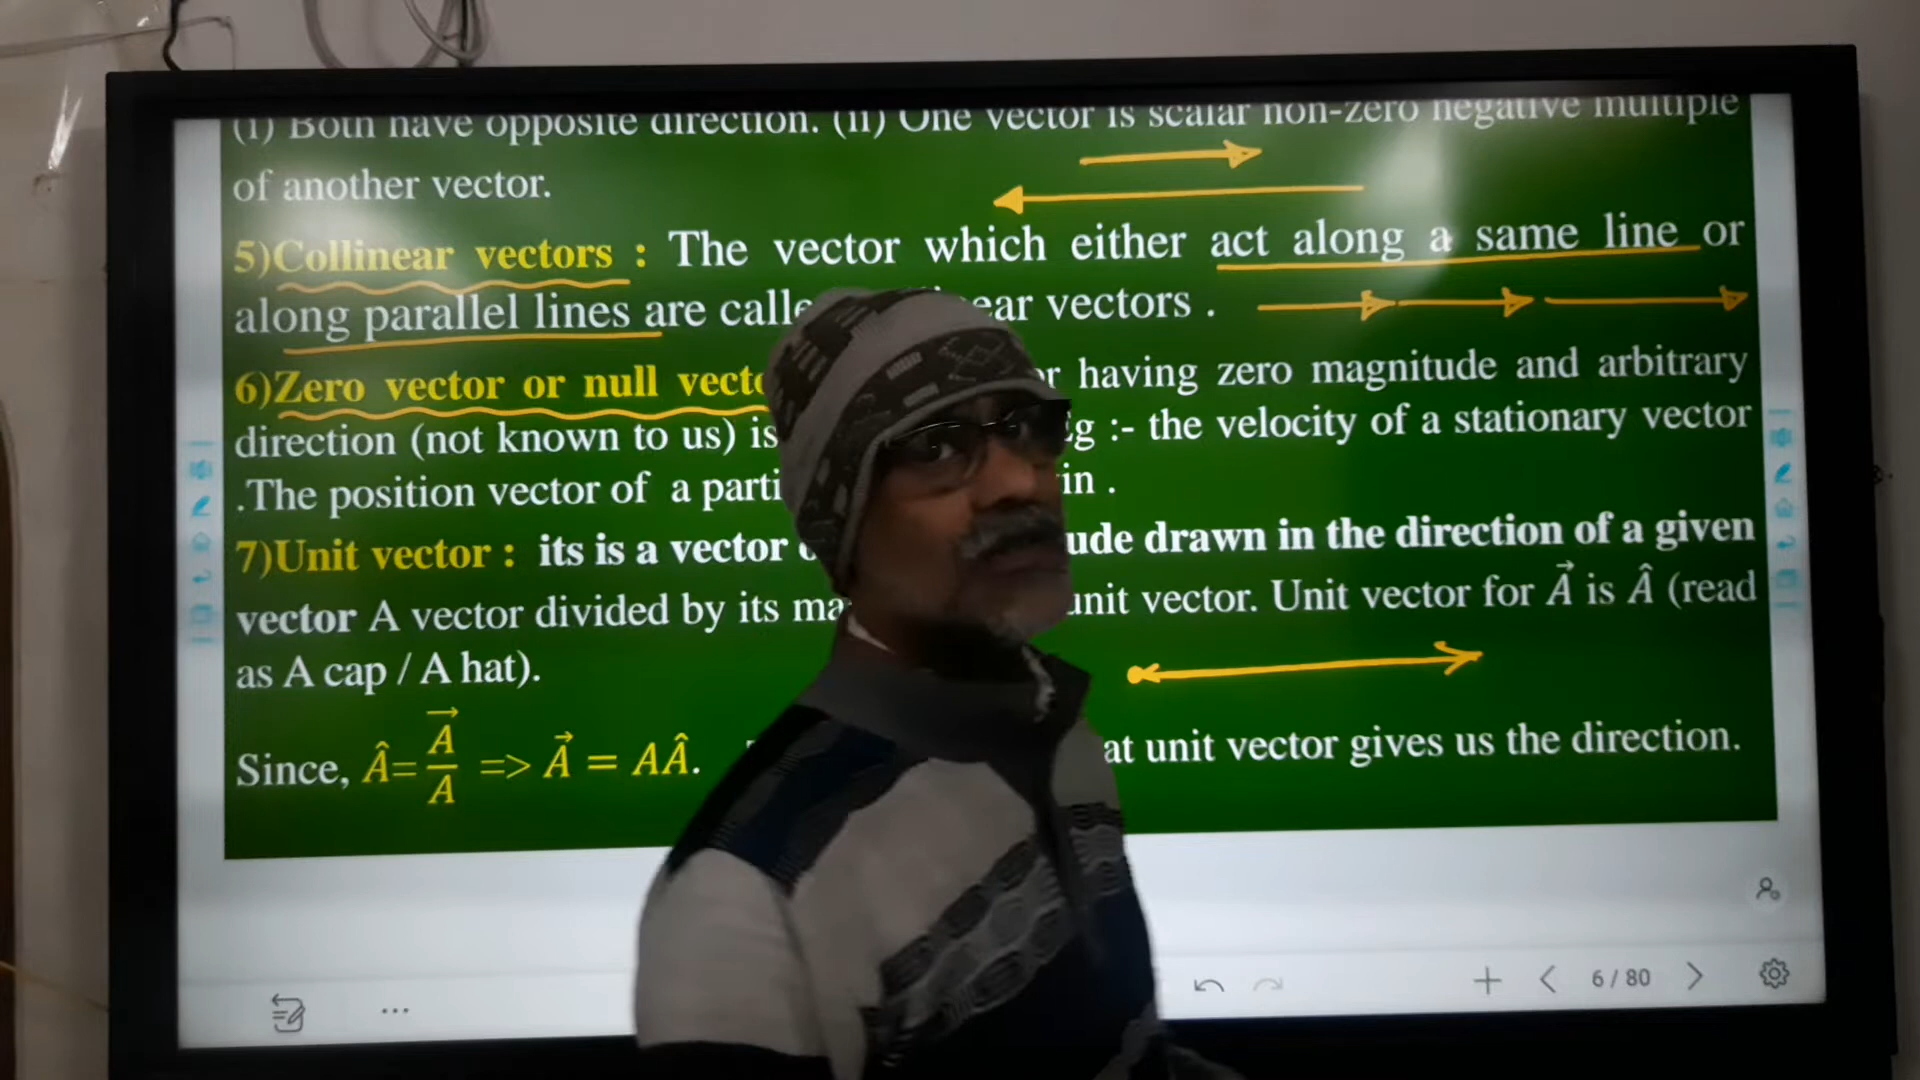 (i) Both have opposite direction. (ii) One vector is scalar non-zero negative multiple
of another vector.
5)Collinear vectors : The vector which either act along a same line or
along parallel lines are calle ear vectors .
6)Zero vector or null vecto r having zero magnitude and arbitrary
direction (not known to us) is Eg :- the velocity of a stationary vector
.The position vector of a parti in .
7)Unit vector : its is a vector ude drawn in the direction of a given
vector A vector divided by its ma unit vector. Unit vector for A⃗ is Â (read
as A cap / A hat).
Since, Â= A⃗/A => A⃗ = AÂ. at unit vector gives us the direction.
6 / 80